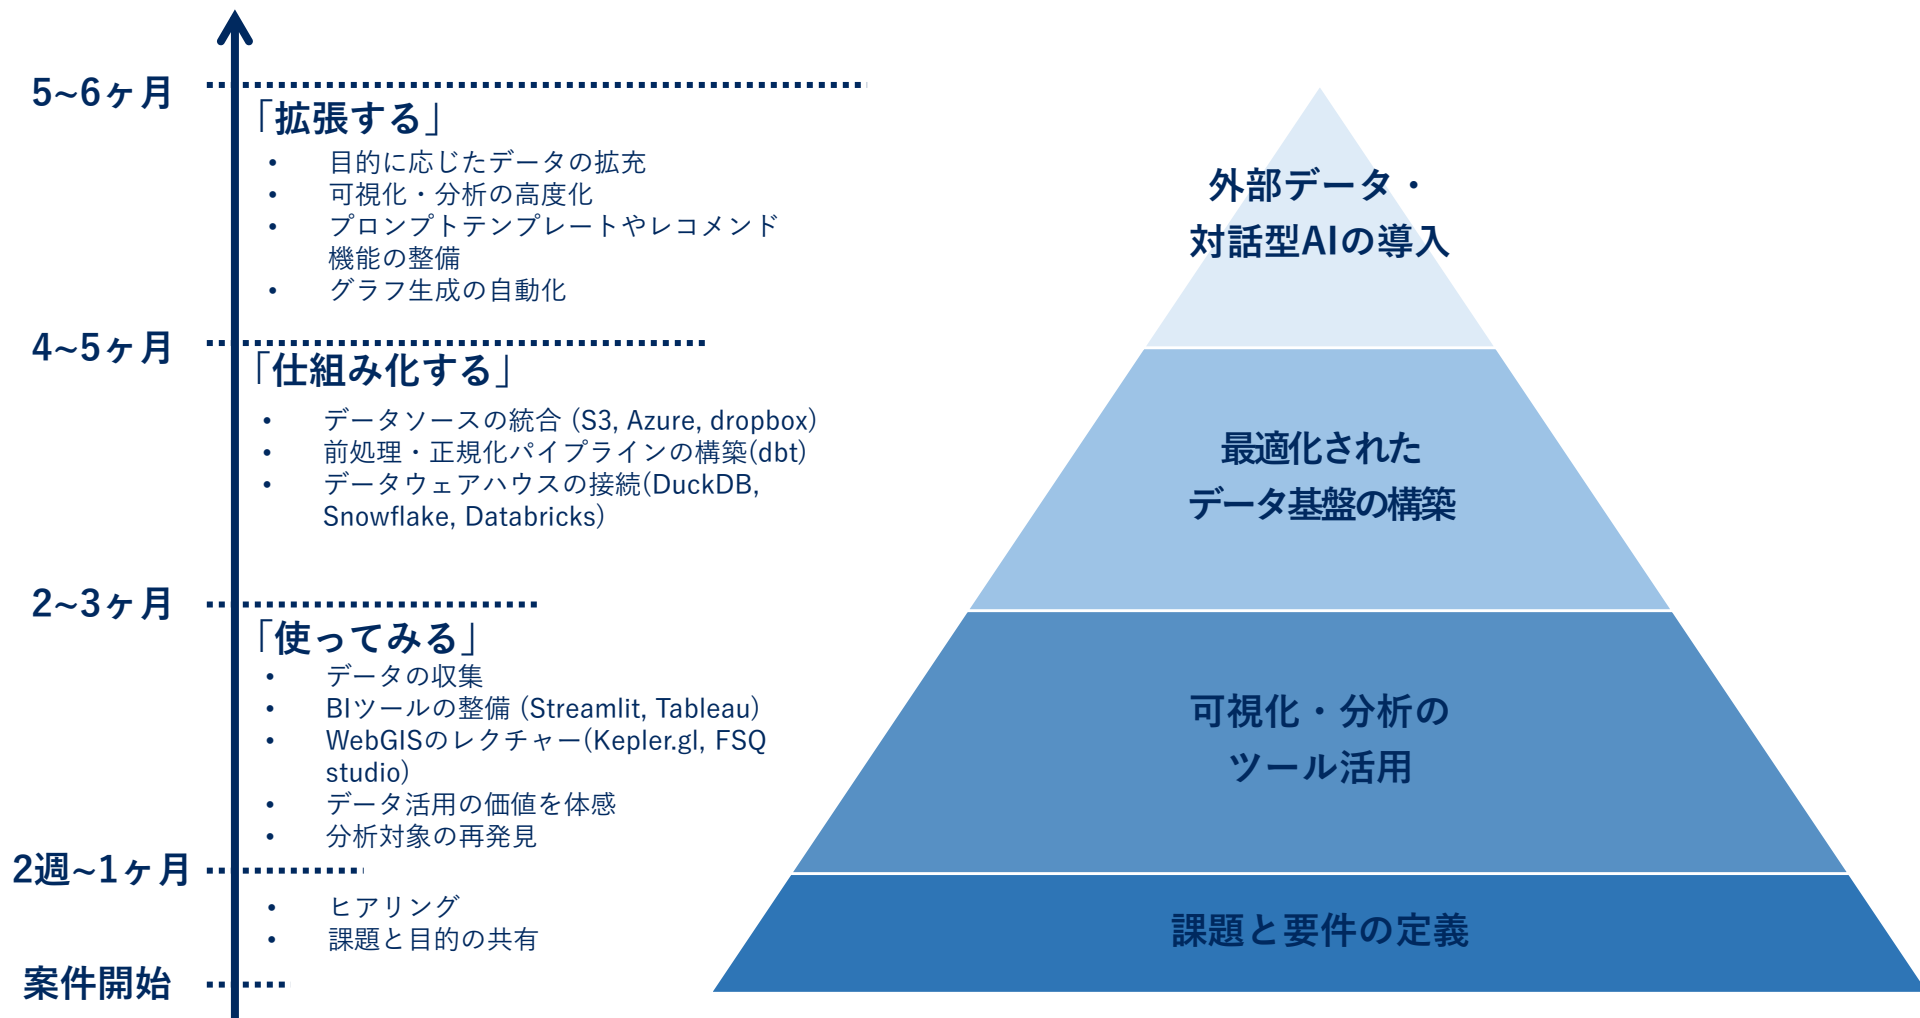 5~6ヶ月
「拡張する」
• 目的に応じたデータの拡充
• 可視化・分析の高度化
• プロンプトテンプレートやレコメンド
機能の整備
• グラフ生成の自動化
4~5ヶ月
「仕組み化する」
• データソースの統合 (S3, Azure, dropbox)
• 前処理・正規化パイプラインの構築(dbt)
• データウェアハウスの接続(DuckDB,
Snowflake, Databricks)
2~3ヶ月
「使ってみる」
• データの収集
• BIツールの整備 (Streamlit, Tableau)
• WebGISのレクチャー(Kepler.gl, FSQ
studio)
• データ活用の価値を体感
• 分析対象の再発見
2週~1ヶ月
• ヒアリング
• 課題と目的の共有
案件開始
外部データ・
対話型AIの導入
最適化された
データ基盤の構築
可視化・分析の
ツール活用
課題と要件の定義